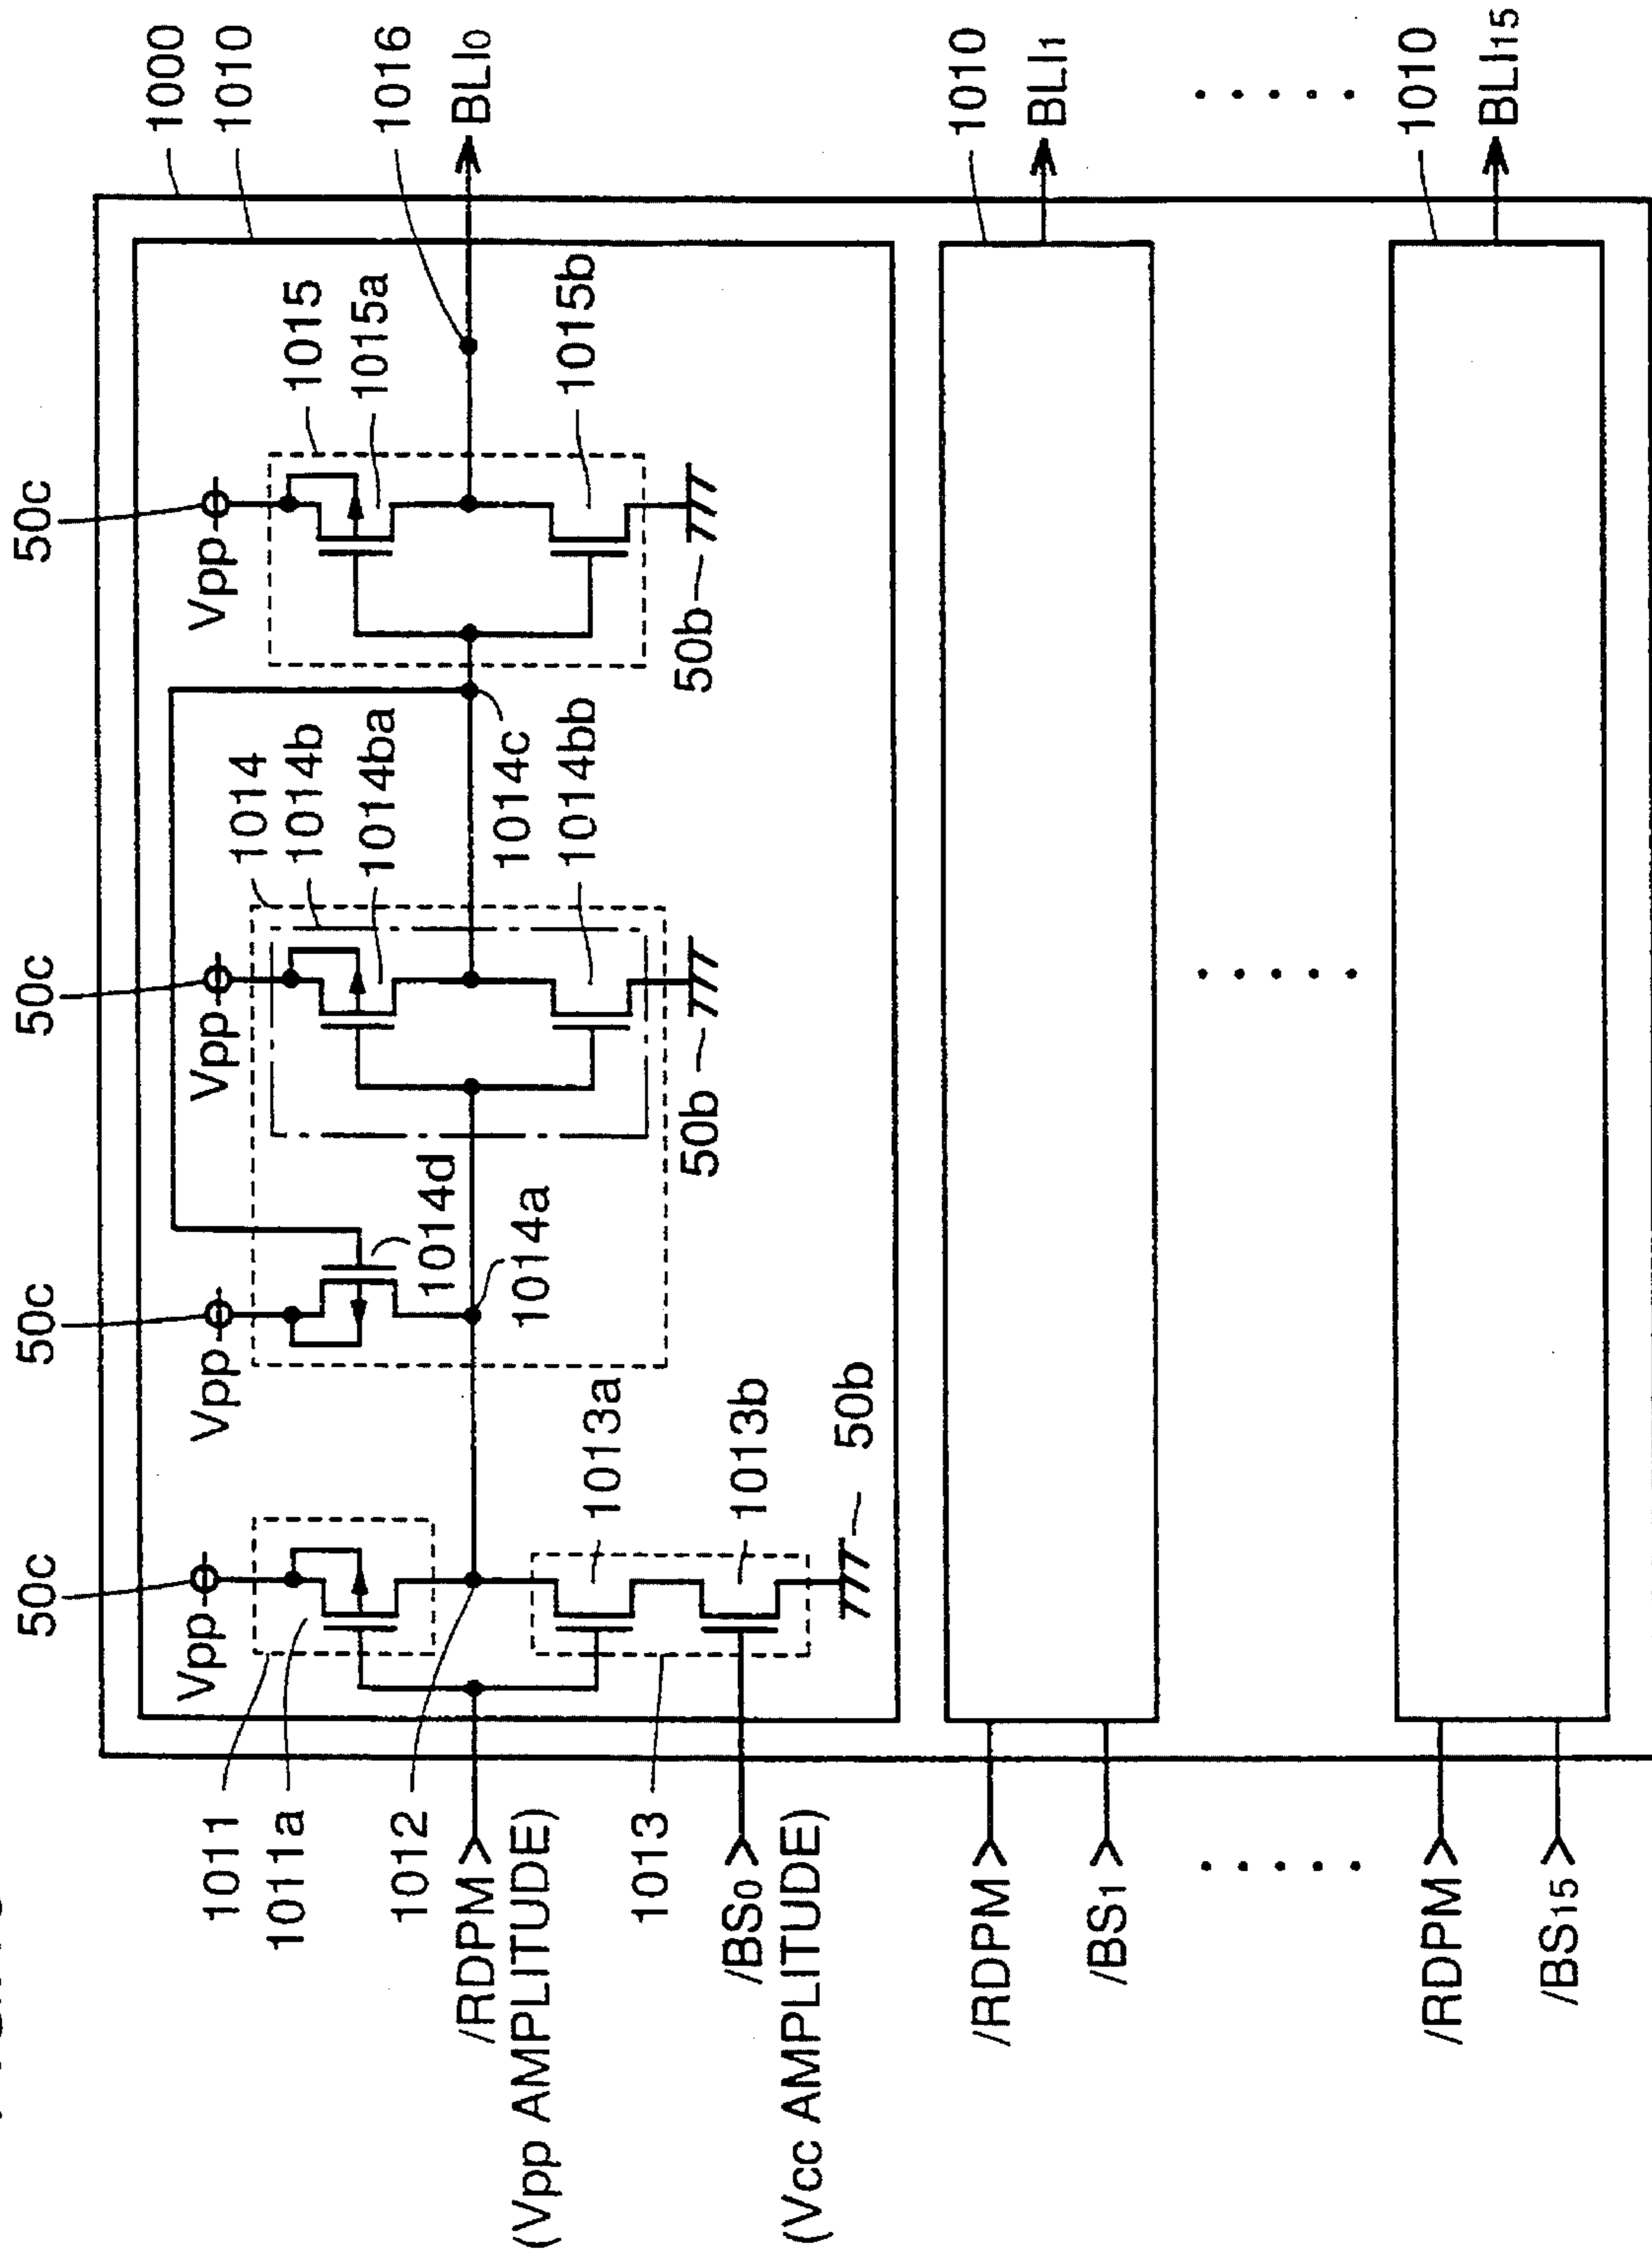 50c
50c
50c
50c
Vpp
Vpp
Vpp
Vpp
1000
1010
1011
1011a
1012
/RDPM
(Vpp AMPLITUDE)
1013
/BS0
(Vcc AMPLITUDE)
1013a
1013b
50b
1014d
1014a
1014
1014b
1014ba
1014c
1014bb
50b
1015
1015a
1015b
50b
1016
BLI0
/RDPM
/BS1
1010
BLI1
/RDPM
/BS15
1010
BLI15